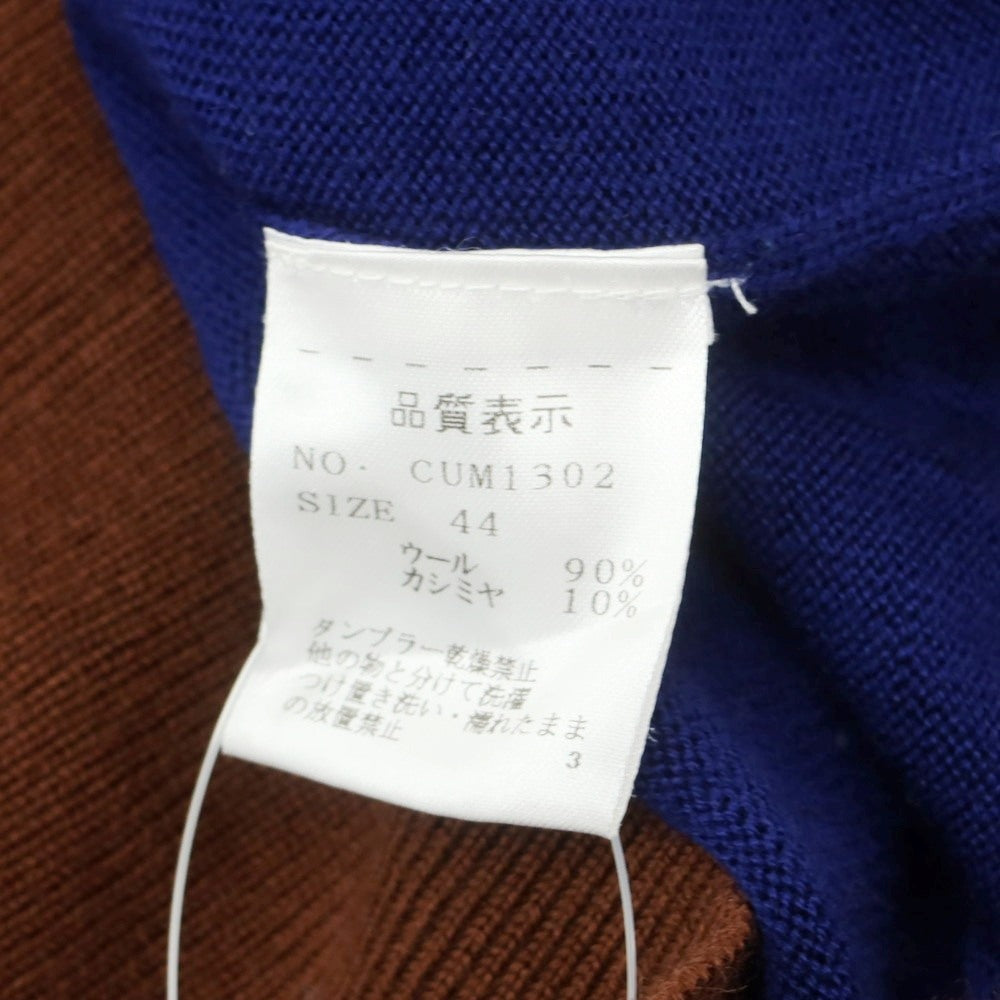 品質表示
NO. CUM1302
SIZE 44
ウール 90%
カシミヤ 10%
タンブラー乾燥禁止
他の物と分けて洗濯
つけ置き洗い・濡れたまま
の放置禁止
3